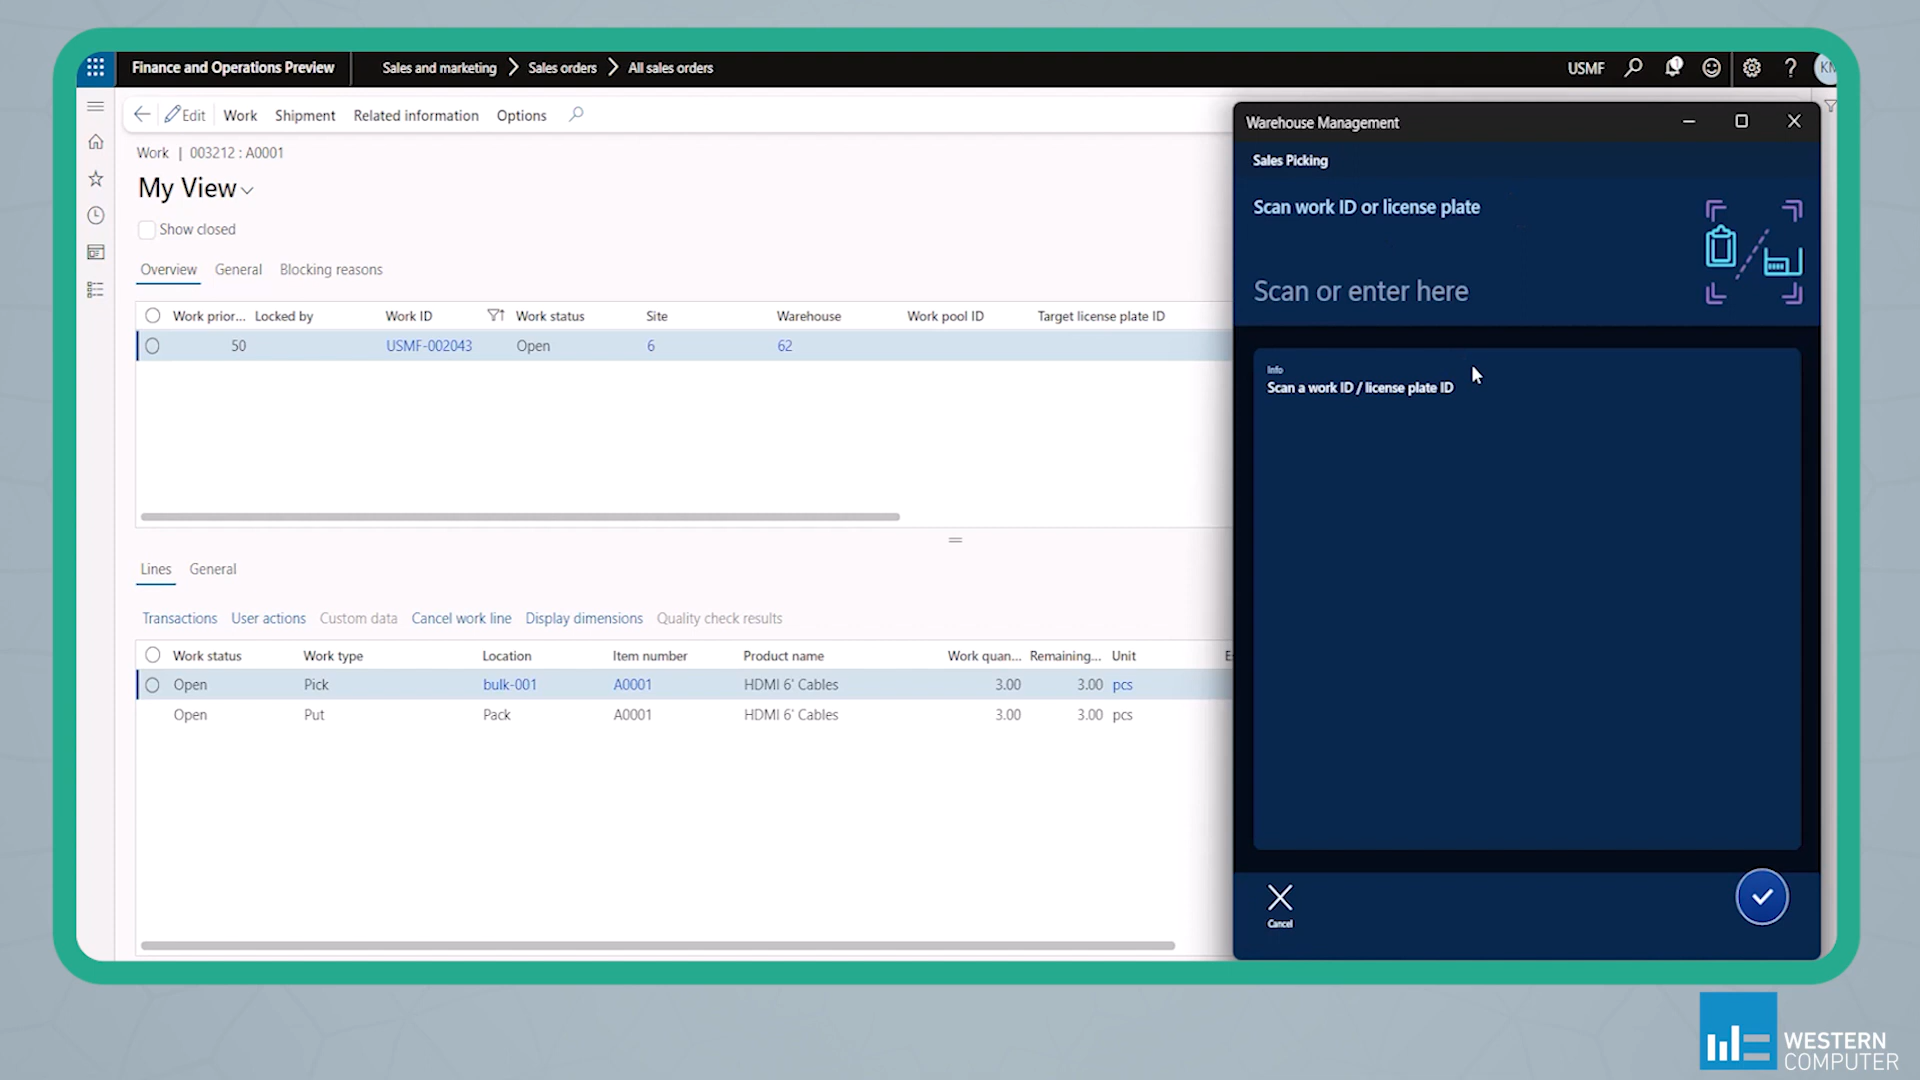 Finance and Operations Preview
Sales and marketing
Sales orders
All sales orders
USMF
1
Edit
Work
Shipment
Related information
Options
Work | 003212 : A0001
My View
Show closed
Overview
General
Blocking reasons
Work prior...
Locked by
Work ID
Work status
Site
Warehouse
Work pool ID
Target license plate ID
50
USMF-002043
Open
6
62
Lines
General
Transactions
User actions
Custom data
Cancel work line
Display dimensions
Quality check results
Work status
Work type
Location
Item number
Product name
Work quan...
Remaining...
Unit
Open
Pick
bulk-001
A0001
HDMI 6' Cables
3.00
3.00
pcs
Open
Put
Pack
A0001
HDMI 6' Cables
3.00
3.00
pcs
Warehouse Management
Sales Picking
Scan work ID or license plate
Scan or enter here
Info
Scan a work ID / license plate ID
Cancel
WESTERN
COMPUTER